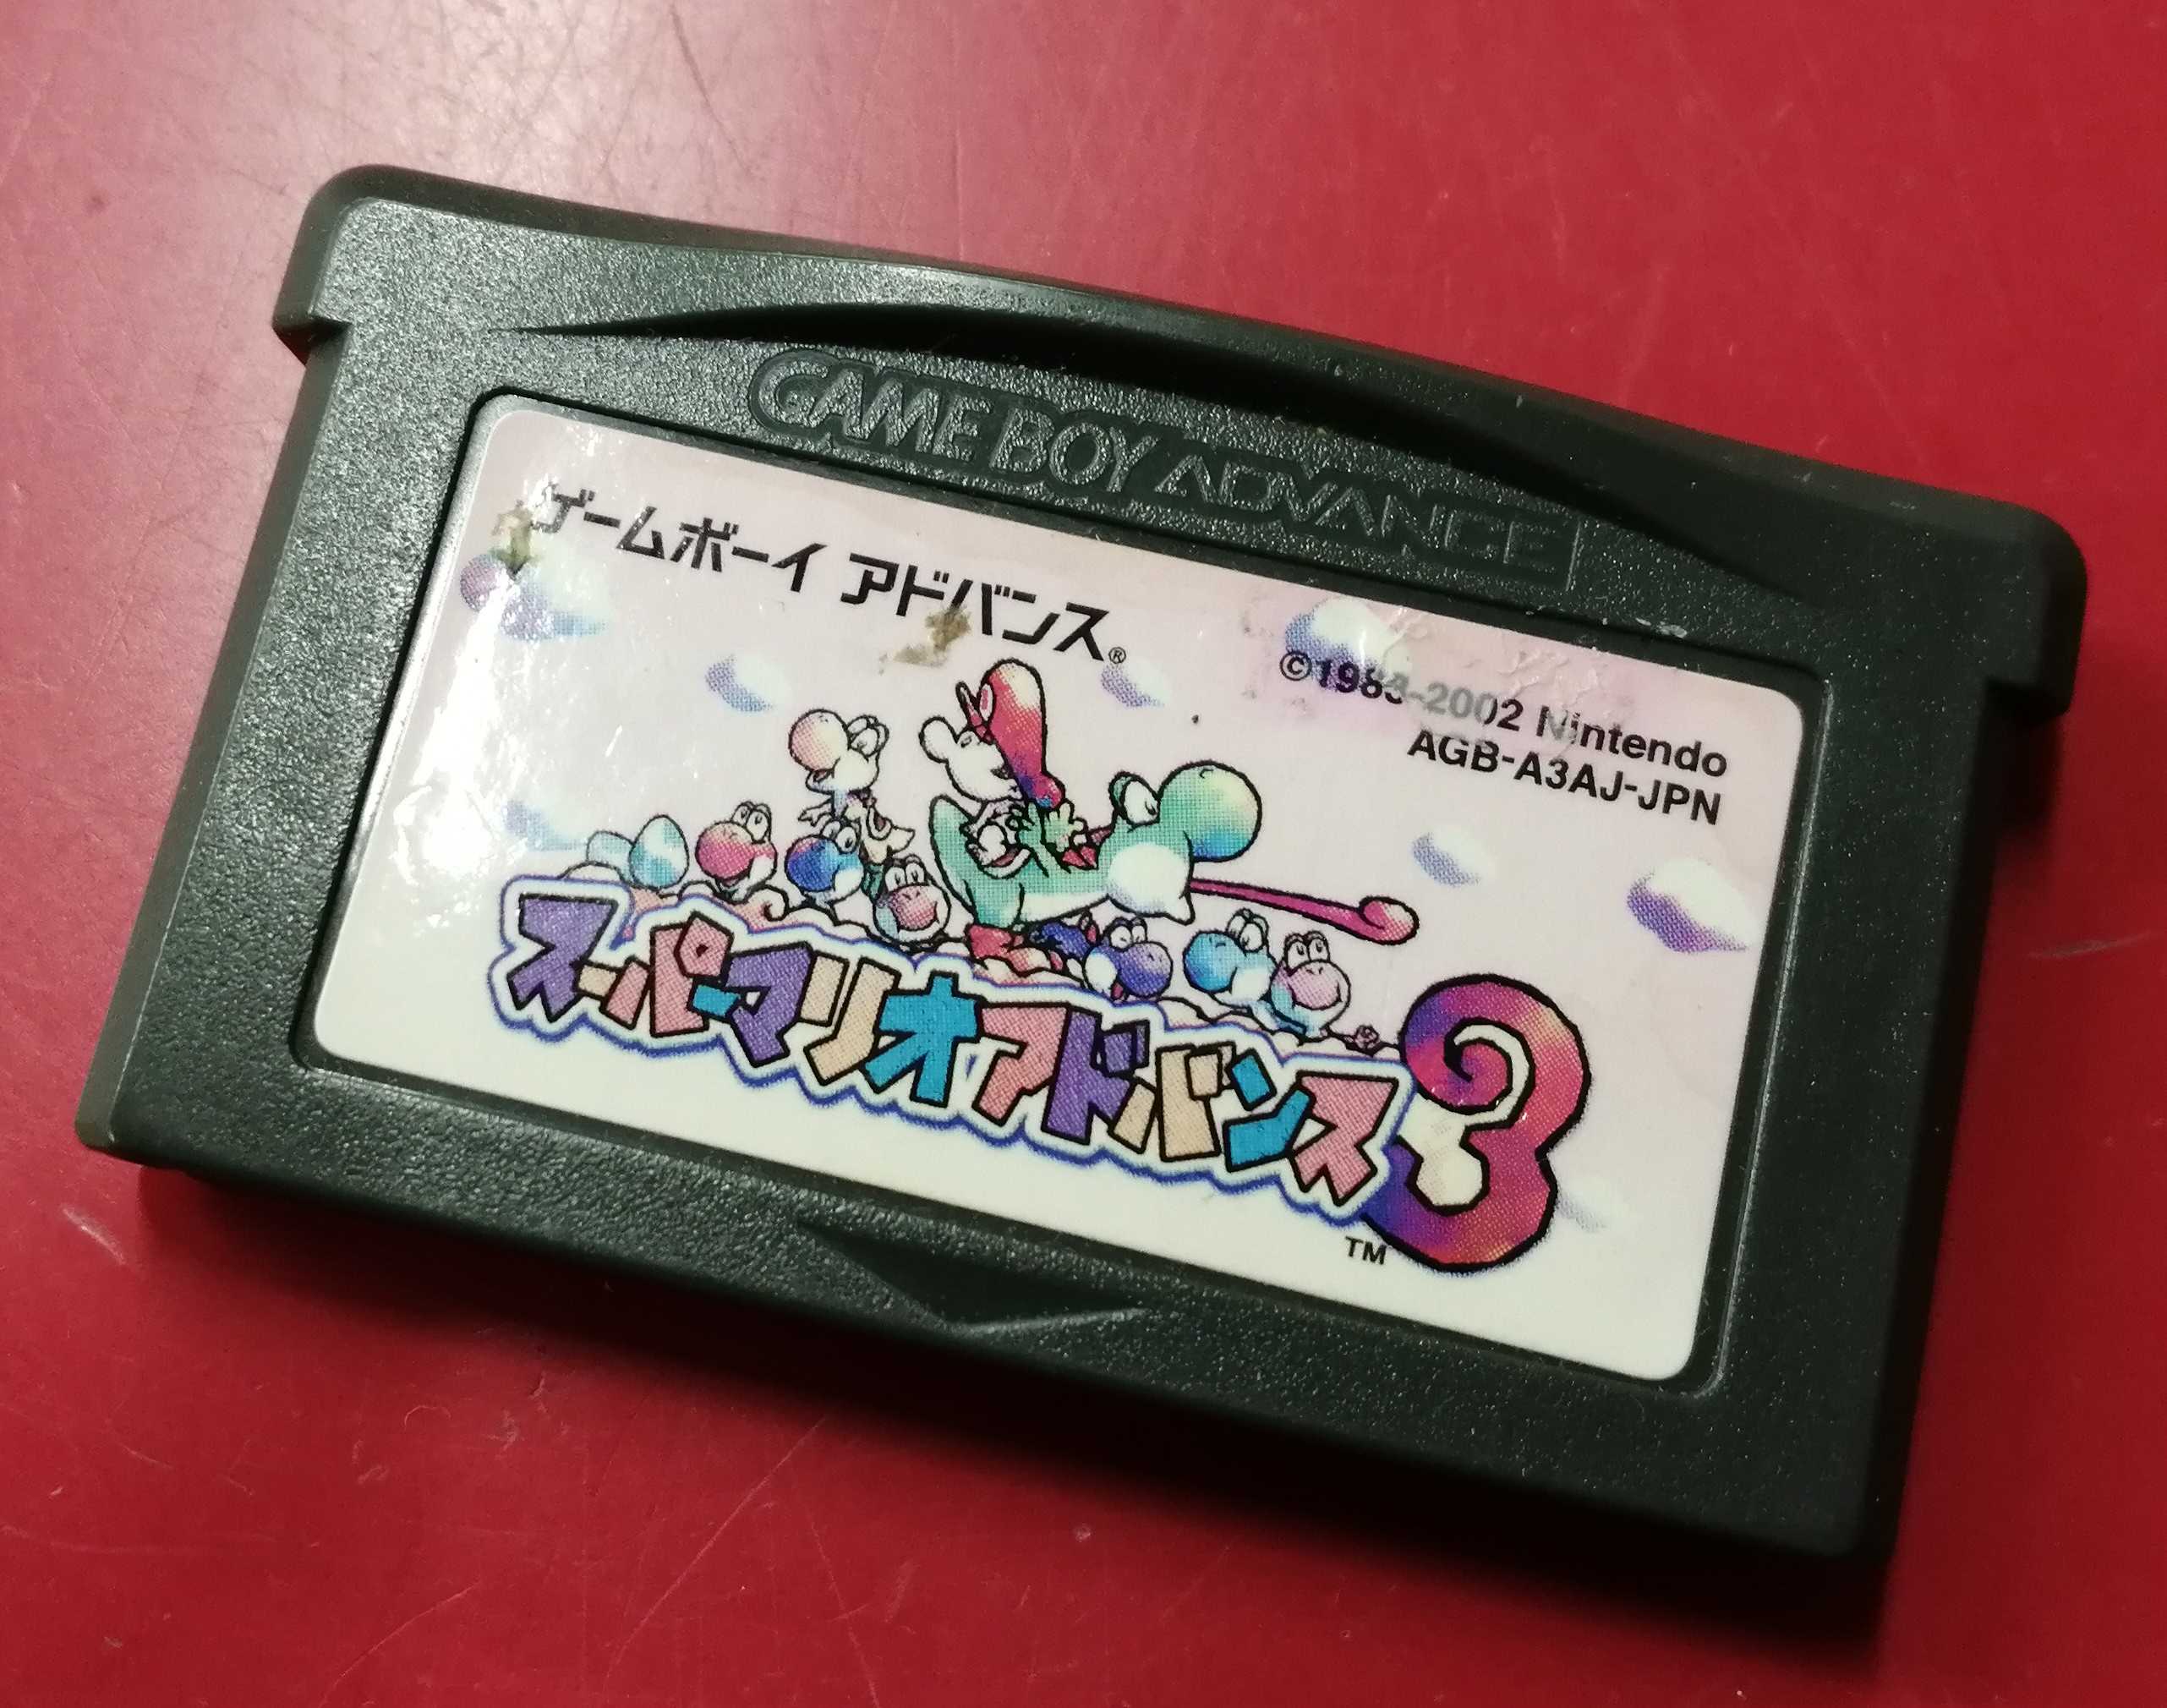 GAME BOY ADVANCE
ゲームボーイ アドバンス®
©1983-2002 Nintendo
AGB-A3AJ-JPN
スーパーマリオアドバンス3
TM